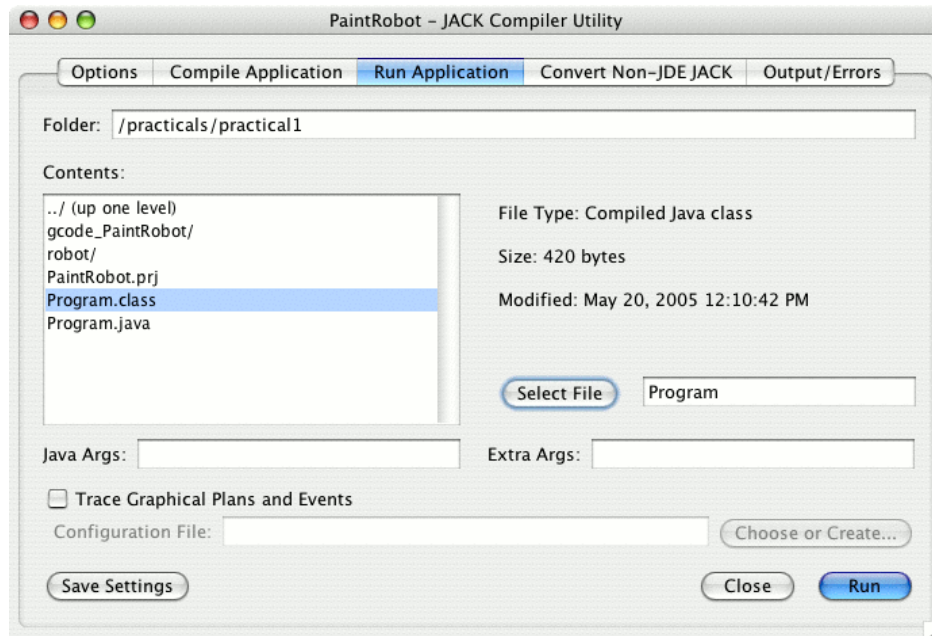 PaintRobot - JACK Compiler Utility
Options Compile Application Run Application Convert Non-JDE JACK Output/Errors
Folder: /practicals/practical1
Contents:
../ (up one level)
gcode_PaintRobot/
robot/
PaintRobot.prj
Program.class
Program.java
File Type: Compiled Java class
Size: 420 bytes
Modified: May 20, 2005 12:10:42 PM
Select File Program
Java Args: Extra Args:
Trace Graphical Plans and Events
Configuration File: Choose or Create...
Save Settings Close Run